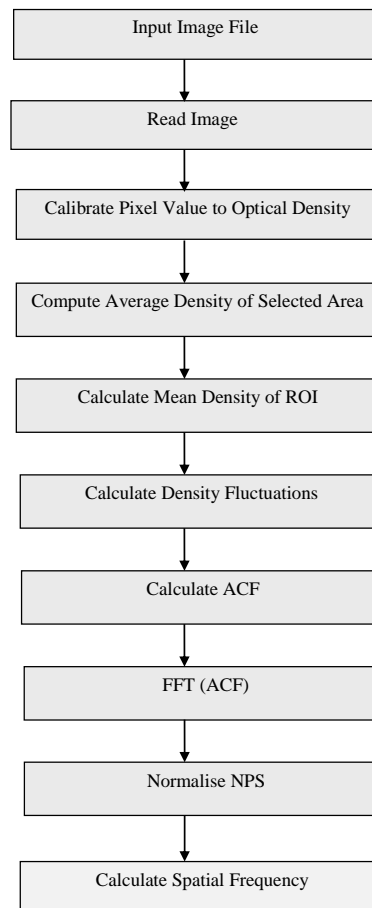 Input Image File
Read Image
Calibrate Pixel Value to Optical Density
Compute Average Density of Selected Area
Calculate Mean Density of ROI
Calculate Density Fluctuations
Calculate ACF
FFT (ACF)
Normalise NPS
Calculate Spatial Frequency